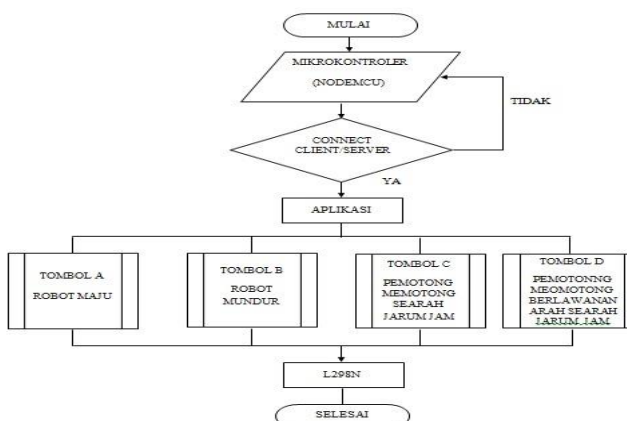 MULAI
MIKROKONTROLER
(NODEMCU)
TIDAK
CONNECT
CLIENT/SERVER
YA
APLIKASI
TOMBOL A
ROBOT MAJU
TOMBOL B
ROBOT
MUNDUR
TOMBOL C
PEMOTONG
MEMOTONG
SEARAH
JARUM JAM
TOMBOL D
PEMOTONNG
MEOMOTONG
BERLAWANAN
ARAH SEARAH
JARUM JAM
L298N
SELESAI